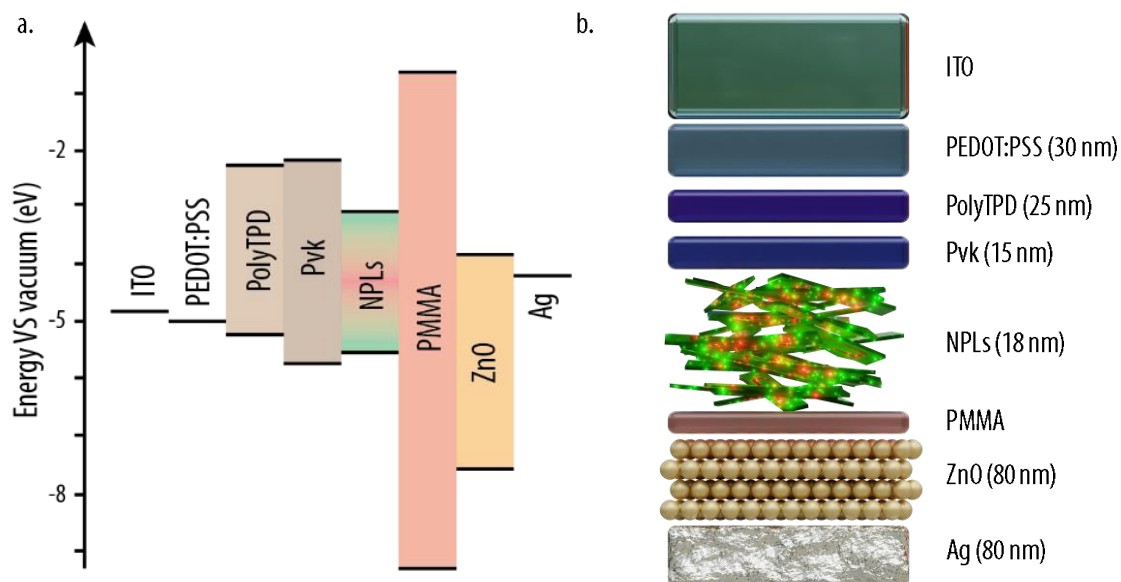 a.
Energy VS vacuum (eV)
-2
-5
-8
ITO
PEDOT:PSS
PolyTPD
Pvk
NPLs
PMMA
ZnO
Ag
b.
ITO
PEDOT:PSS (30 nm)
PolyTPD (25 nm)
Pvk (15 nm)
NPLs (18 nm)
PMMA
ZnO (80 nm)
Ag (80 nm)